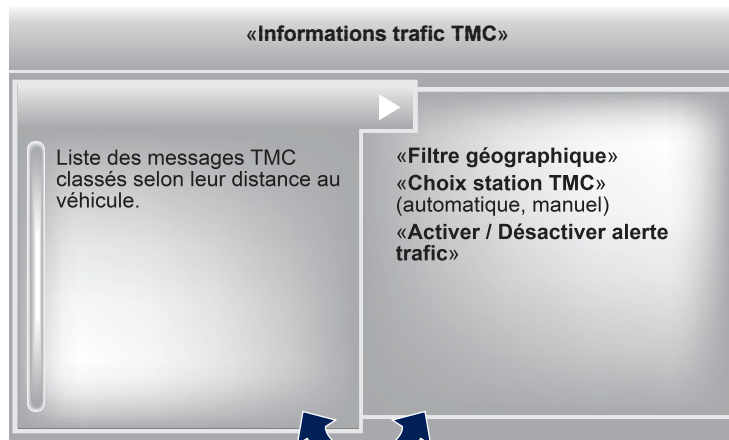 «Informations trafic TMC»
Liste des messages TMC
classés selon leur distance au
véhicule.
«Filtre géographique»
«Choix station TMC»
(automatique, manuel)
«Activer / Désactiver alerte
trafic»